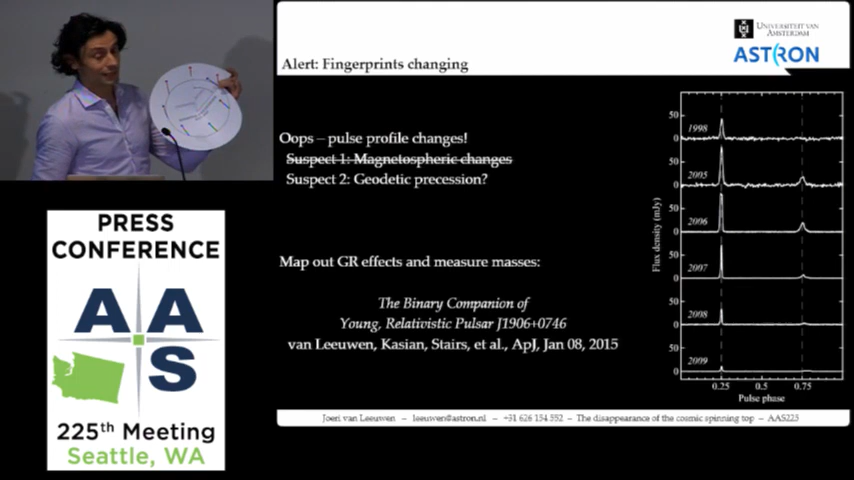 UNIVERSITEIT VAN
AMSTERDAM
ASTRON
Alert: Fingerprints changing
Oops – pulse profile changes!
Suspect 1: Magnetospheric changes
Suspect 2: Geodetic precession?
Map out GR effects and measure masses:
The Binary Companion of
Young, Relativistic Pulsar J1906+0746
van Leeuwen, Kasian, Stairs, et al., ApJ, Jan 08, 2015
Flux density (mJy)
50
1998
0
50
2005
0
50
2006
0
50
2007
0
50
2008
0
50
2009
0
0.25 0.5 0.75
Pulse phase
Joeri van Leeuwen – leeuwen@astron.nl – +31 626 154 552 – The disappearance of the cosmic spinning top – AAS225
PRESS
CONFERENCE
AAS
225th Meeting
Seattle, WA